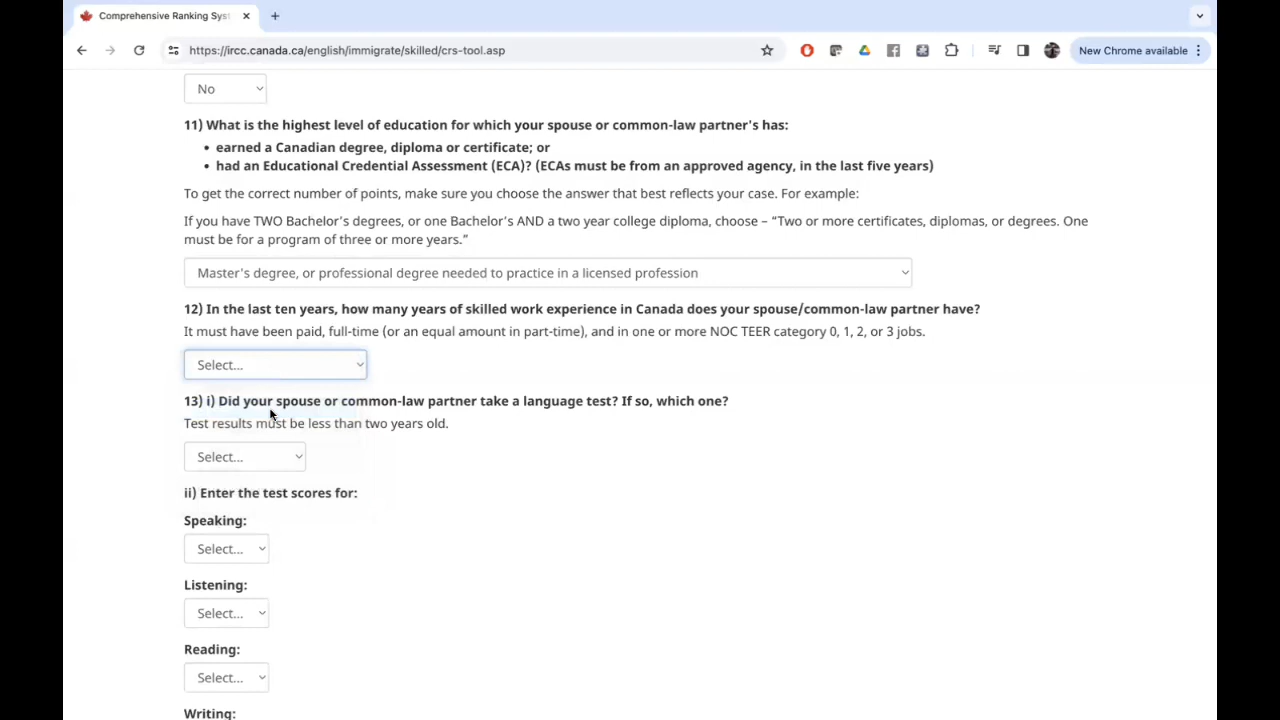 Comprehensive Ranking Syst
https://ircc.canada.ca/english/immigrate/skilled/crs-tool.asp
New Chrome available
No
11) What is the highest level of education for which your spouse or common-law partner's has:
• earned a Canadian degree, diploma or certificate; or
• had an Educational Credential Assessment (ECA)? (ECAs must be from an approved agency, in the last five years)
To get the correct number of points, make sure you choose the answer that best reflects your case. For example:
If you have TWO Bachelor's degrees, or one Bachelor's AND a two year college diploma, choose – “Two or more certificates, diplomas, or degrees. One
must be for a program of three or more years.”
Master's degree, or professional degree needed to practice in a licensed profession
12) In the last ten years, how many years of skilled work experience in Canada does your spouse/common-law partner have?
It must have been paid, full-time (or an equal amount in part-time), and in one or more NOC TEER category 0, 1, 2, or 3 jobs.
Select...
13) i) Did your spouse or common-law partner take a language test? If so, which one?
Test results must be less than two years old.
Select...
ii) Enter the test scores for:
Speaking:
Select...
Listening:
Select...
Reading:
Select...
Writing: